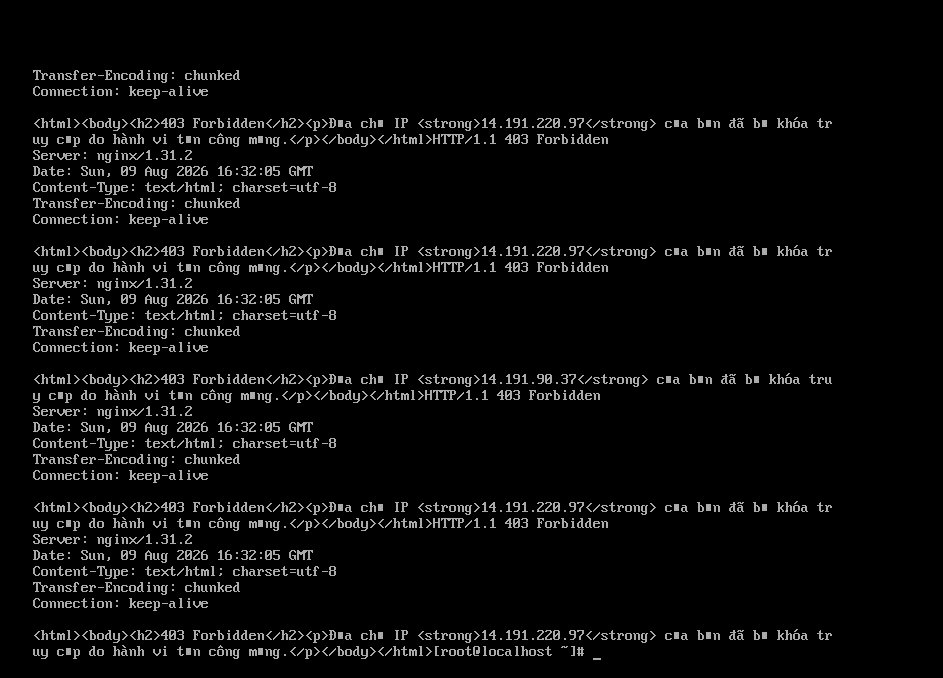 Transfer-Encoding: chunked
Connection: keep-alive
<html><body><h2>403 Forbidden</h2><p>Đ■a ch■ IP <strong>14.191.220.97</strong> c■a b■n đã b■ khóa tr
uy c■p do hành vi t■n công m■ng.</p></body></html>HTTP/1.1 403 Forbidden
Server: nginx/1.31.2
Date: Sun, 09 Aug 2026 16:32:05 GMT
Content-Type: text/html; charset=utf-8
Transfer-Encoding: chunked
Connection: keep-alive
<html><body><h2>403 Forbidden</h2><p>Đ■a ch■ IP <strong>14.191.220.97</strong> c■a b■n đã b■ khóa tr
uy c■p do hành vi t■n công m■ng.</p></body></html>HTTP/1.1 403 Forbidden
Server: nginx/1.31.2
Date: Sun, 09 Aug 2026 16:32:05 GMT
Content-Type: text/html; charset=utf-8
Transfer-Encoding: chunked
Connection: keep-alive
<html><body><h2>403 Forbidden</h2><p>Đ■a ch■ IP <strong>14.191.90.37</strong> c■a b■n đã b■ khóa tru
y c■p do hành vi t■n công m■ng.</p></body></html>HTTP/1.1 403 Forbidden
Server: nginx/1.31.2
Date: Sun, 09 Aug 2026 16:32:05 GMT
Content-Type: text/html; charset=utf-8
Transfer-Encoding: chunked
Connection: keep-alive
<html><body><h2>403 Forbidden</h2><p>Đ■a ch■ IP <strong>14.191.220.97</strong> c■a b■n đã b■ khóa tr
uy c■p do hành vi t■n công m■ng.</p></body></html>HTTP/1.1 403 Forbidden
Server: nginx/1.31.2
Date: Sun, 09 Aug 2026 16:32:05 GMT
Content-Type: text/html; charset=utf-8
Transfer-Encoding: chunked
Connection: keep-alive
<html><body><h2>403 Forbidden</h2><p>Đ■a ch■ IP <strong>14.191.220.97</strong> c■a b■n đã b■ khóa tr
uy c■p do hành vi t■n công m■ng.</p></body></html>[root@localhost ~]# _